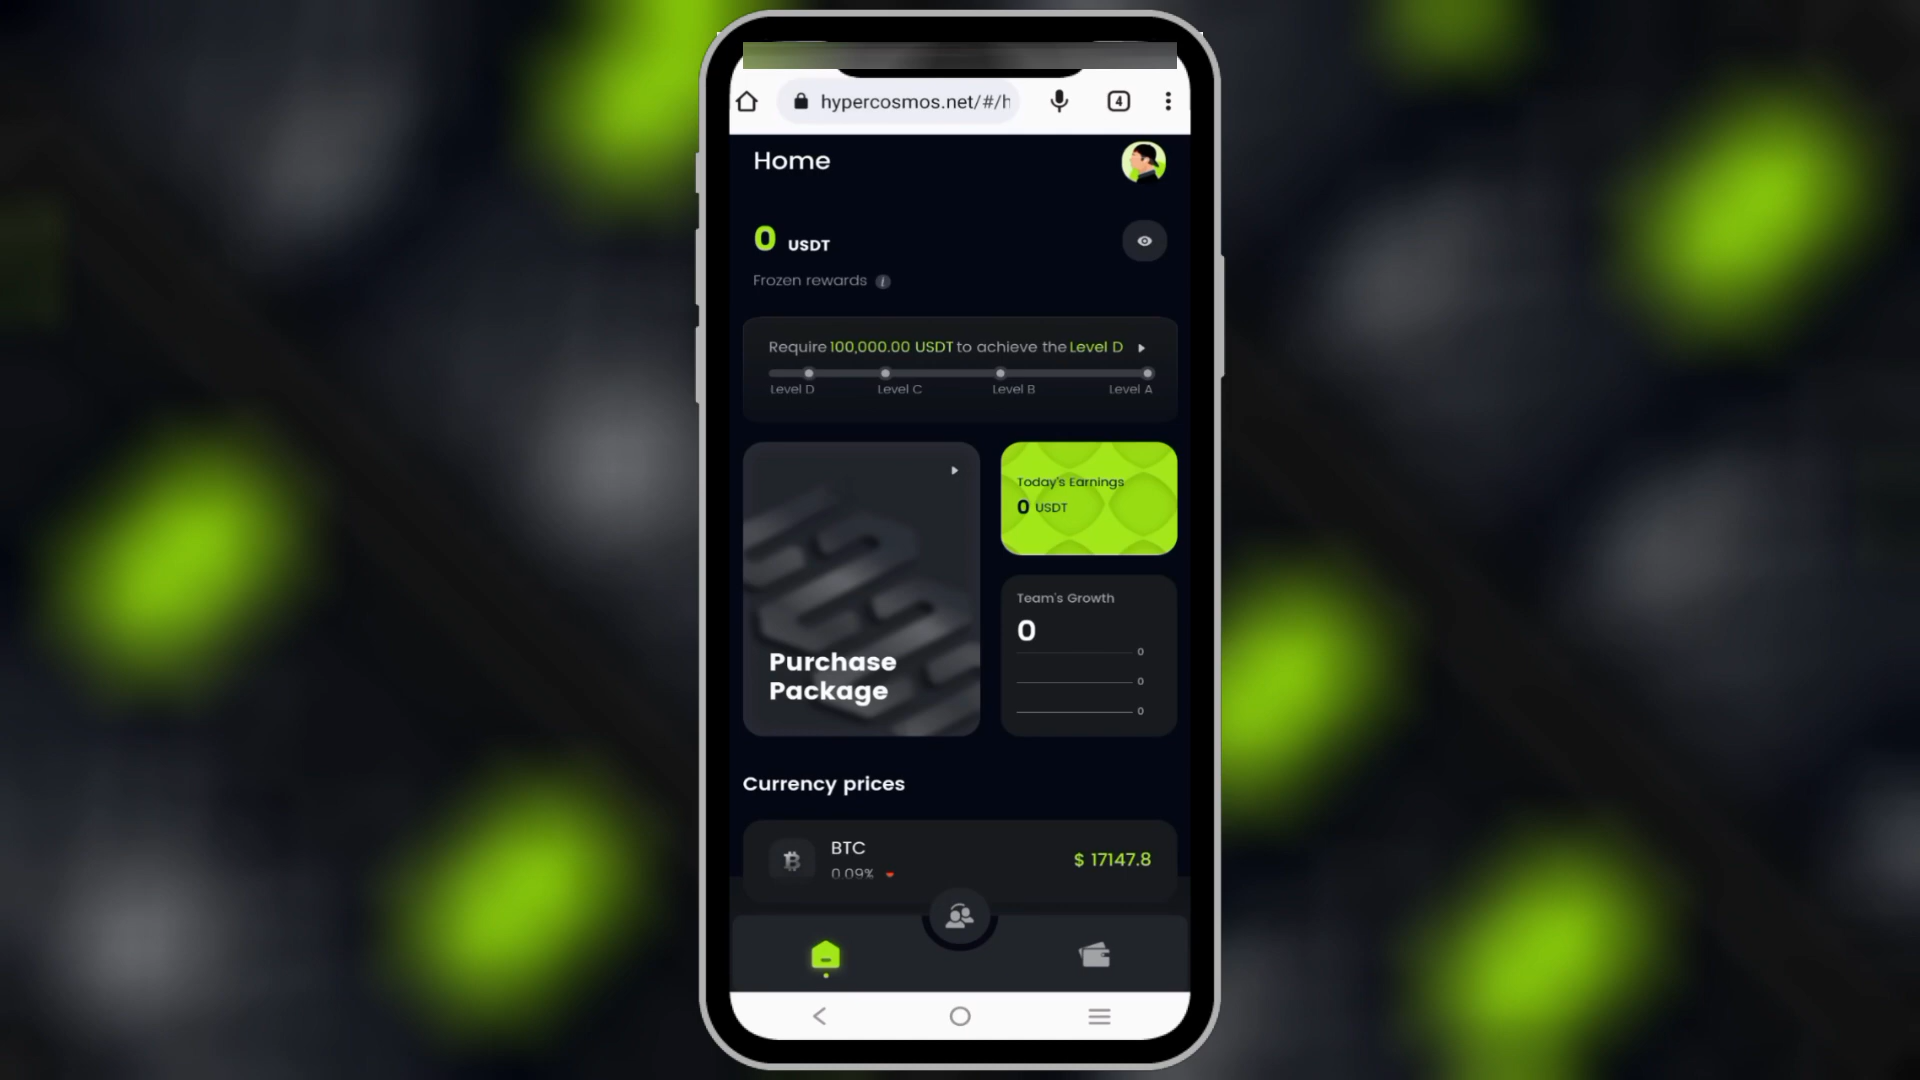 hypercosmos.net/#/h
4
Home
0 USDT
Frozen rewards i
Require 100,000.00 USDT to achieve the Level D
Level D Level C Level B Level A
Today's Earnings
0 USDT
Team's Growth
0
0
0
0
Purchase
Package
Currency prices
BTC
$ 17147.8
0.09%